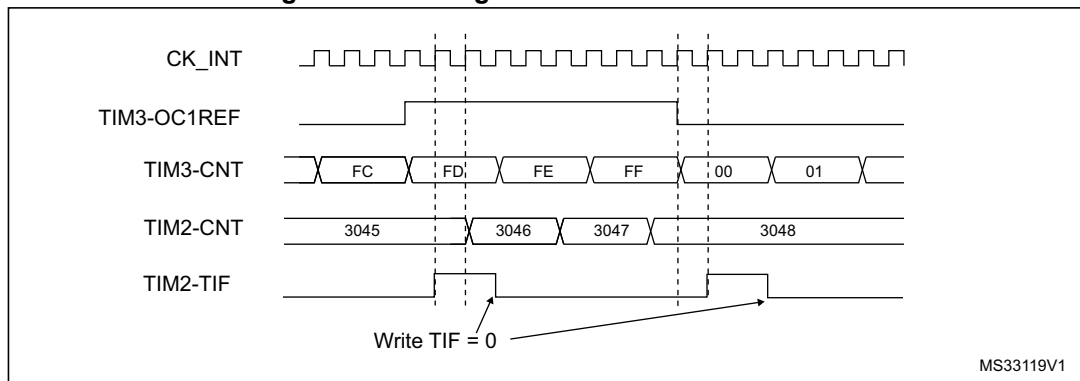 CK_INT
TIM3-OC1REF
TIM3-CNT FC FD FE FF 00 01
TIM2-CNT 3045 3046 3047 3048
TIM2-TIF
Write TIF = 0
MS33119V1